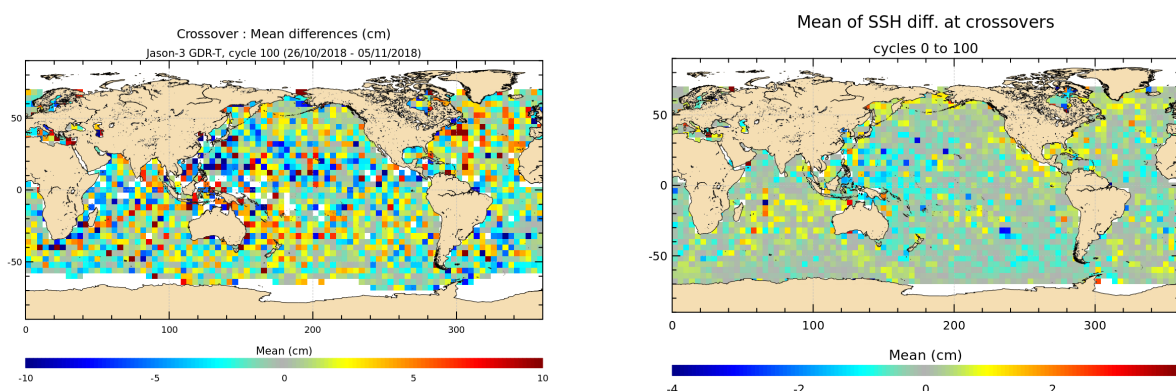 Crossover : Mean differences (cm)
Jason-3 GDR-T, cycle 100 (26/10/2018 - 05/11/2018)
50
0
-50
0 100 200 300
Mean (cm)
-10 -5 0 5 10
Mean of SSH diff. at crossovers
cycles 0 to 100
50
0
-50
0 100 200 300
Mean (cm)
-4 -2 0 2